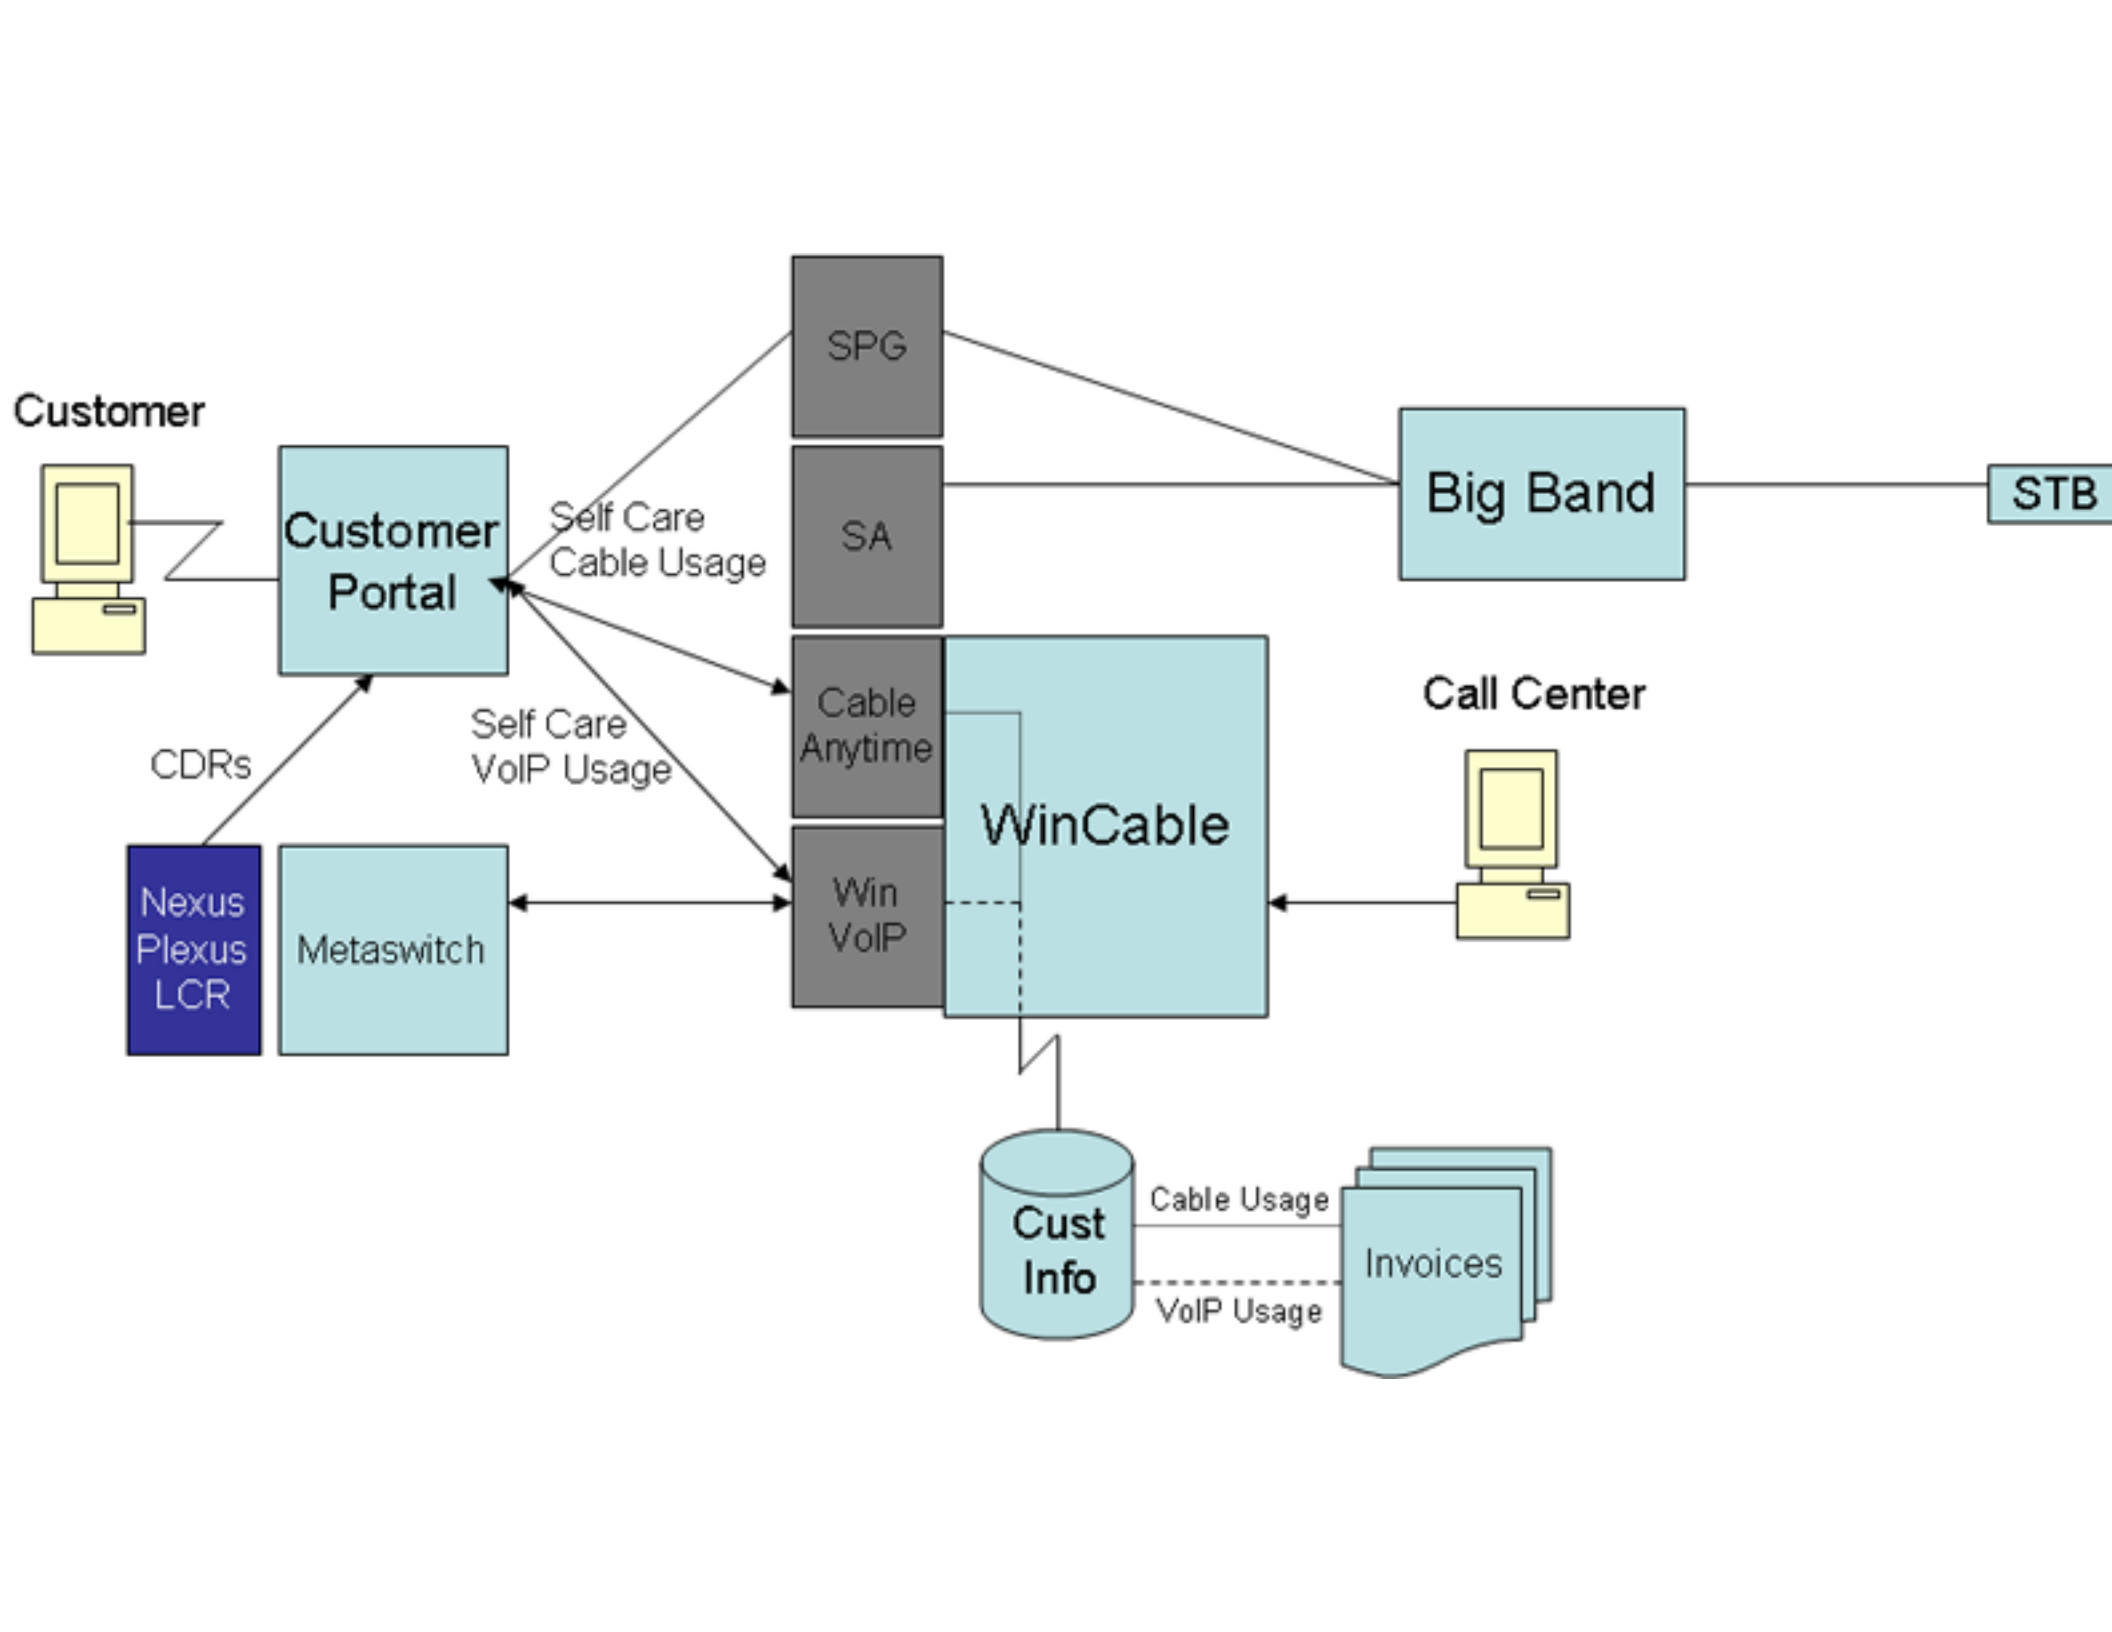 SPG
Customer
SA
Big Band
STB
Customer
Portal
Self Care
Cable Usage
Cable
Anytime
WinCable
Call Center
Self Care
VoIP Usage
CDRs
Win
VoIP
Nexus
Plexus
LCR
Metaswitch
Cust
Info
Cable Usage
VoIP Usage
Invoices